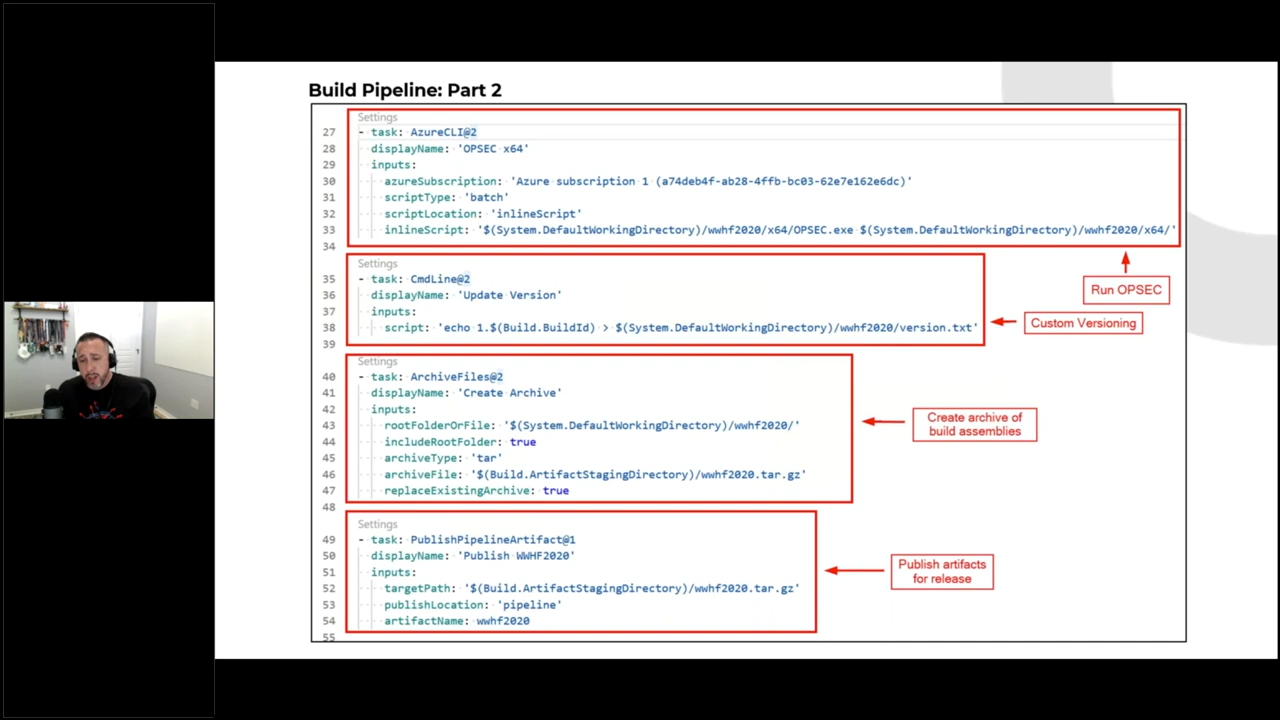 Build Pipeline: Part 2
Settings
27 - task: AzureCLI@2
28 displayName: 'OPSEC x64'
29 inputs:
30 azureSubscription: 'Azure subscription 1 (a74deb4f-ab28-4ffb-bc03-62e7e162e6dc)'
31 scriptType: 'batch'
32 scriptLocation: 'inlineScript'
33 inlineScript: '$(System.DefaultWorkingDirectory)/wwhf2020/x64/OPSEC.exe $(System.DefaultWorkingDirectory)/wwhf2020/x64/'
34
Run OPSEC
Settings
35 - task: CmdLine@2
36 displayName: 'Update Version'
37 inputs:
38 script: 'echo 1.$(Build.BuildId) > $(System.DefaultWorkingDirectory)/wwhf2020/version.txt'
39
Custom Versioning
Settings
40 - task: ArchiveFiles@2
41 displayName: 'Create Archive'
42 inputs:
43 rootFolderOrFile: '$(System.DefaultWorkingDirectory)/wwhf2020/'
44 includeRootFolder: true
45 archiveType: 'tar'
46 archiveFile: '$(Build.ArtifactStagingDirectory)/wwhf2020.tar.gz'
47 replaceExistingArchive: true
48
Create archive of
build assemblies
Settings
49 - task: PublishPipelineArtifact@1
50 displayName: 'Publish WWHF2020'
51 inputs:
52 targetPath: '$(Build.ArtifactStagingDirectory)/wwhf2020.tar.gz'
53 publishLocation: 'pipeline'
54 artifactName: wwhf2020
55
Publish artifacts
for release